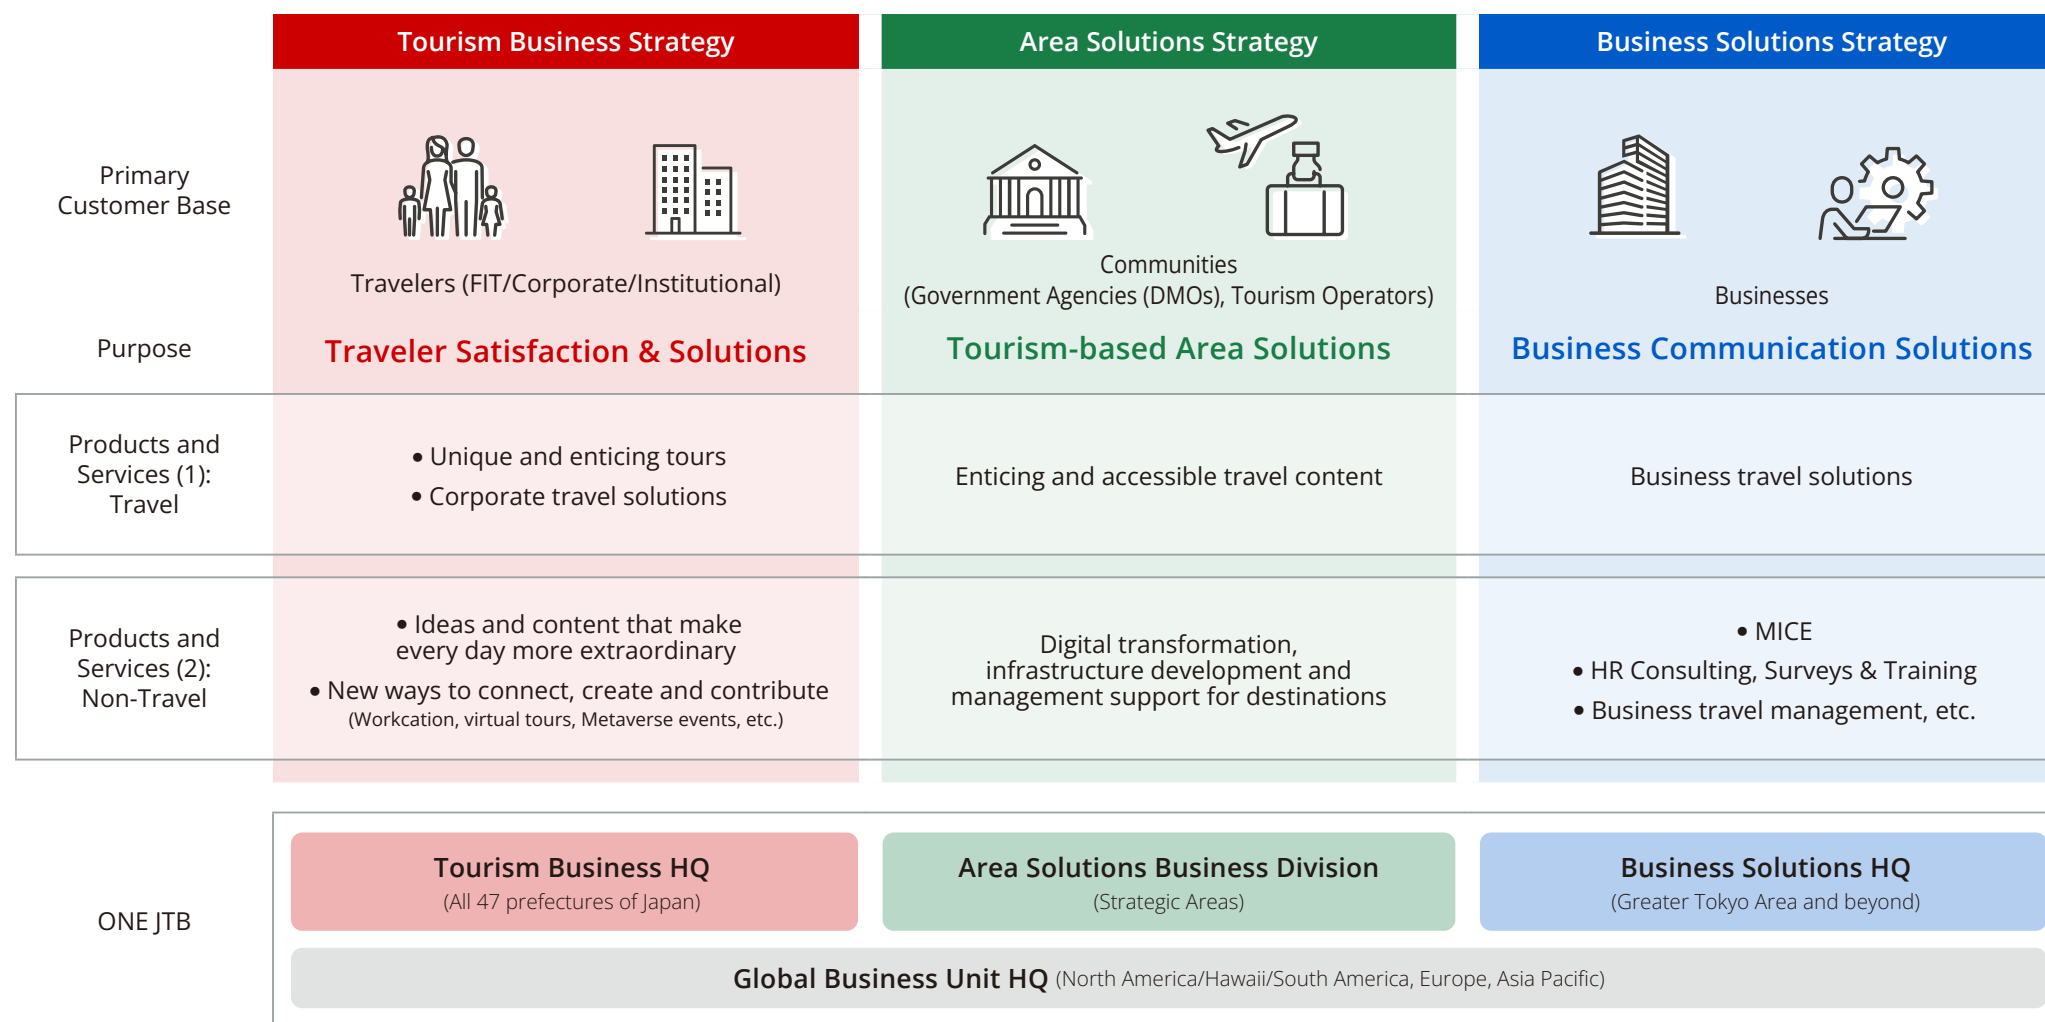 Tourism Business Strategy
Area Solutions Strategy
Business Solutions Strategy
Primary
Customer Base
Travelers (FIT/Corporate/Institutional)
Communities
(Government Agencies (DMOs), Tourism Operators)
Businesses
Purpose
Traveler Satisfaction & Solutions
Tourism-based Area Solutions
Business Communication Solutions
Products and
Services (1):
Travel
• Unique and enticing tours
• Corporate travel solutions
Enticing and accessible travel content
Business travel solutions
Products and
Services (2):
Non-Travel
• Ideas and content that make
every day more extraordinary
• New ways to connect, create and contribute
(Workcation, virtual tours, Metaverse events, etc.)
Digital transformation,
infrastructure development and
management support for destinations
• MICE
• HR Consulting, Surveys & Training
• Business travel management, etc.
ONE JTB
Tourism Business HQ
(All 47 prefectures of Japan)
Area Solutions Business Division
(Strategic Areas)
Business Solutions HQ
(Greater Tokyo Area and beyond)
Global Business Unit HQ (North America/Hawaii/South America, Europe, Asia Pacific)